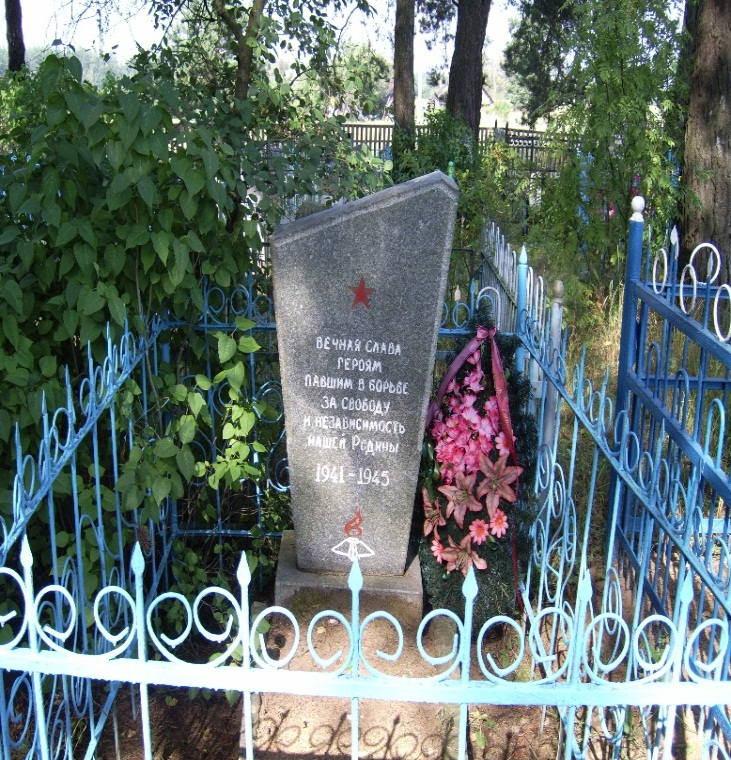 ВЕЧНАЯ СЛАВА
ГЕРОЯМ
ПАВШИМ В БОРЬБЕ
ЗА СВОБОДУ
И НЕЗАВИСИМОСТЬ
НАШЕЙ РОДИНЫ
1941-1945